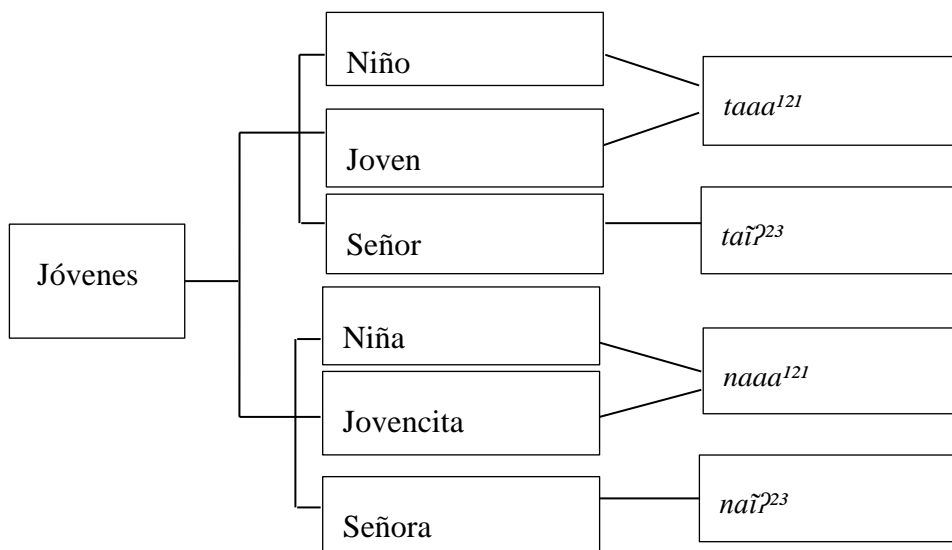 Jóvenes
Niño
Joven
Señor
Niña
Jovencita
Señora
taaa¹²¹
taĩʔ²³
naaa¹²¹
naĩʔ²³